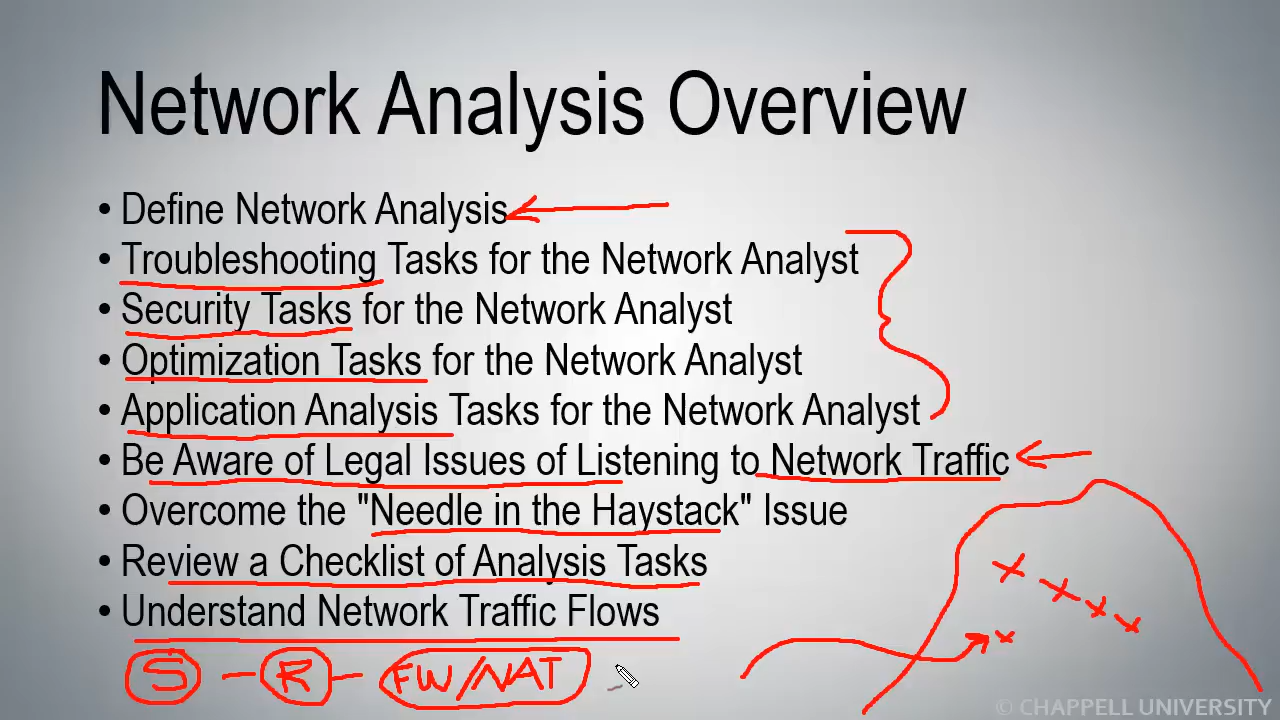 Network Analysis Overview
• Define Network Analysis
• Troubleshooting Tasks for the Network Analyst
• Security Tasks for the Network Analyst
• Optimization Tasks for the Network Analyst
• Application Analysis Tasks for the Network Analyst
• Be Aware of Legal Issues of Listening to Network Traffic
• Overcome the "Needle in the Haystack" Issue
• Review a Checklist of Analysis Tasks
• Understand Network Traffic Flows
S - R - FW/NAT
© CHAPPELL UNIVERSITY